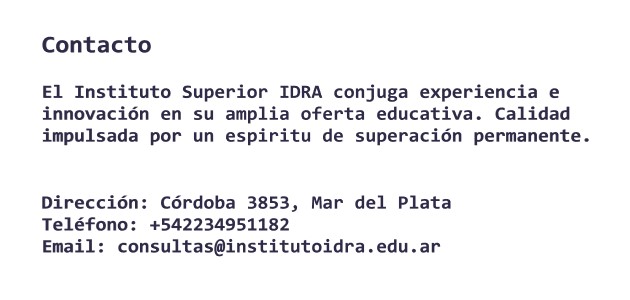 Contacto
El Instituto Superior IDRA conjuga experiencia e
innovación en su amplia oferta educativa. Calidad
impulsada por un espiritu de superación permanente.
Dirección: Córdoba 3853, Mar del Plata
Teléfono: +542234951182
Email: consultas@institutoidra.edu.ar